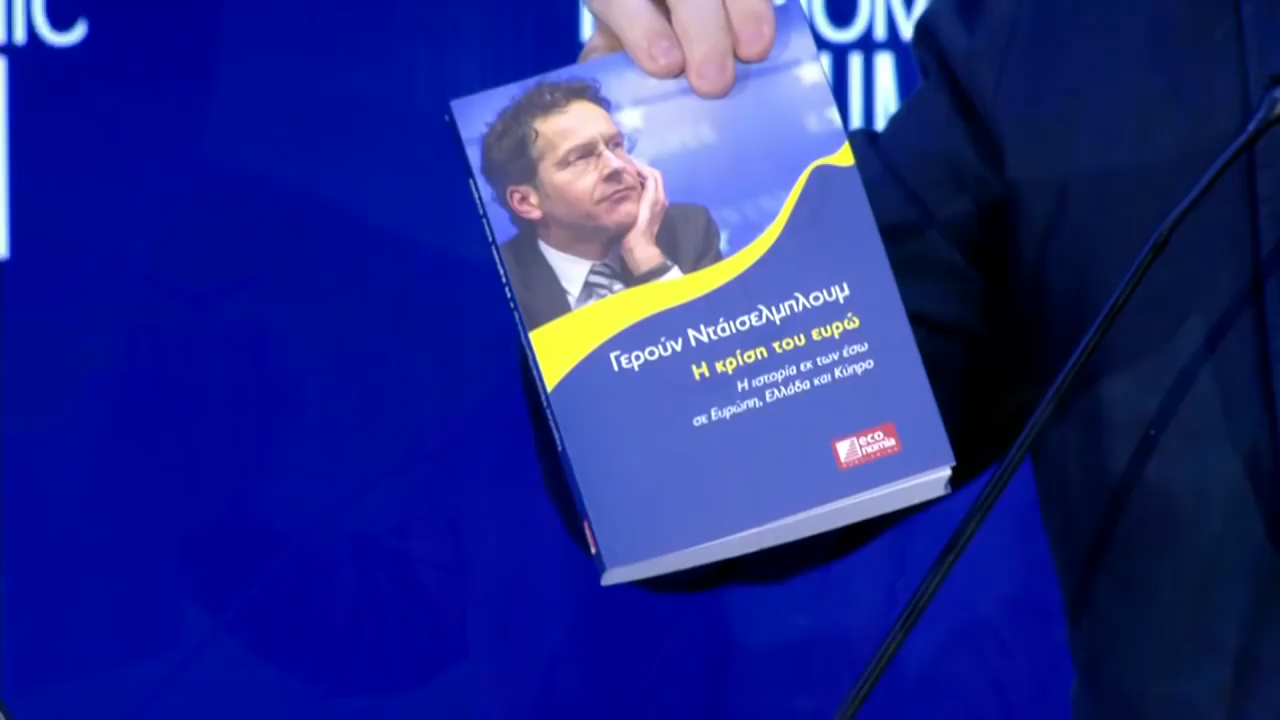 Γερούν Ντάισελμπλουμ
Η κρίση του ευρώ
Η ιστορία εκ των έσω
σε Ευρώπη, Ελλάδα και Κύπρο
eco
nomia